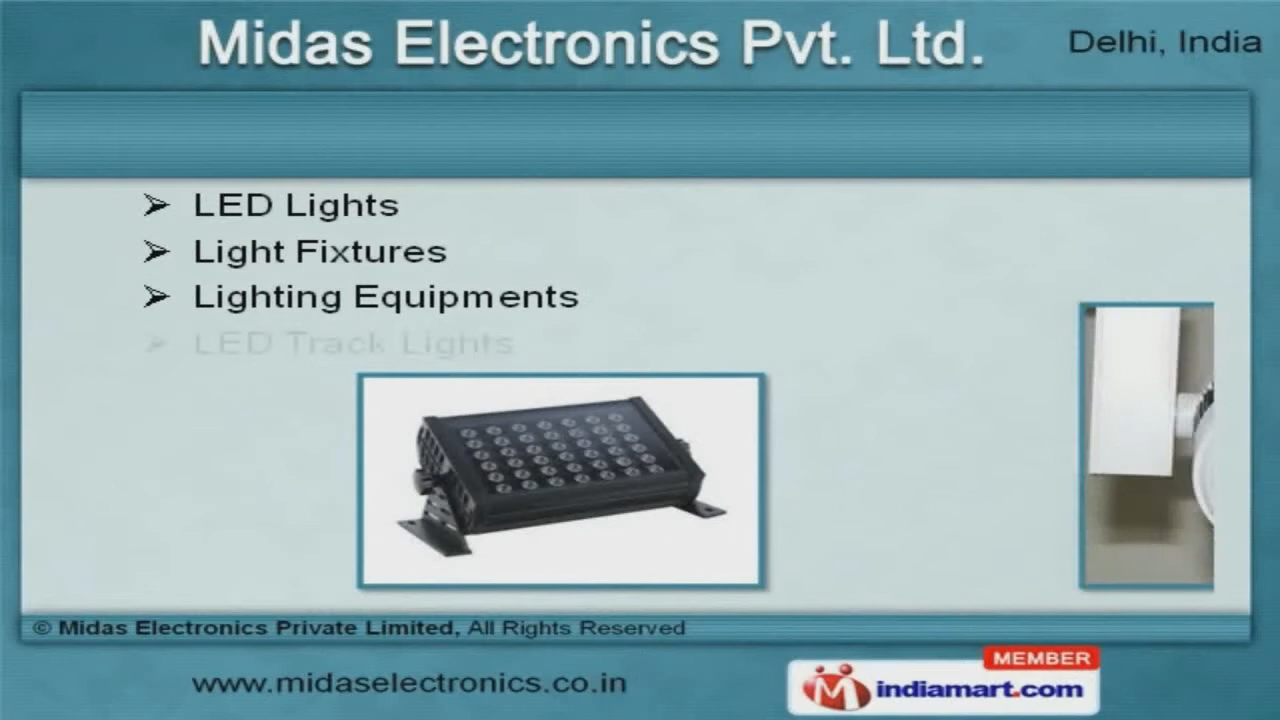 Midas Electronics Pvt. Ltd.
Delhi, India
LED Lights
Light Fixtures
Lighting Equipments
LED Track Lights
© Midas Electronics Private Limited, All Rights Reserved
www.midaselectronics.co.in
MEMBER
indiamart.com